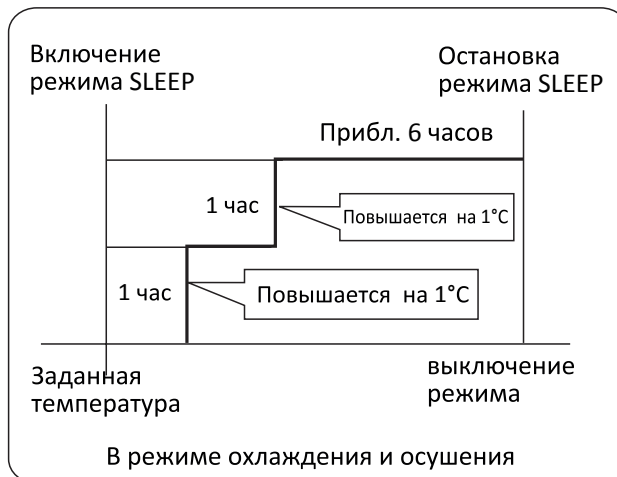 Включение
режима SLEEP
Остановка
режима SLEEP
Прибл. 6 часов
1 час
Повышается на 1°C
1 час
Повышается на 1°C
Заданная
температура
выключение
режима
В режиме охлаждения и осушения